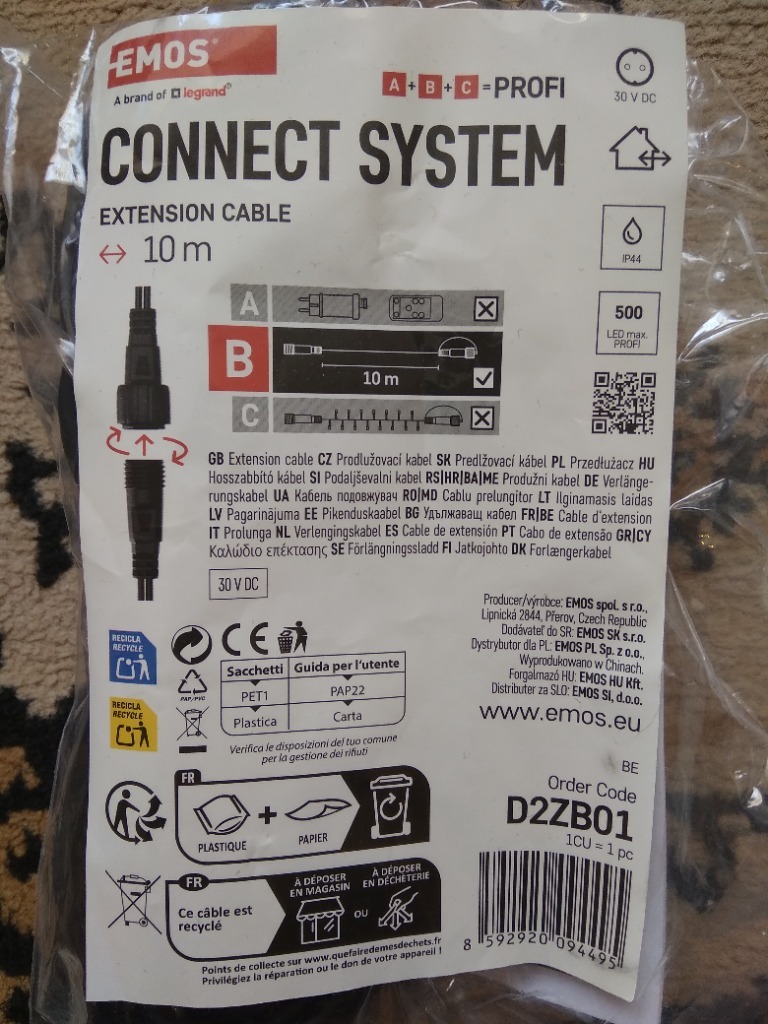 EMOS®
A brand of legrand®
A + B + C = PROFI
30 V DC
CONNECT SYSTEM
EXTENSION CABLE
↔ 10 m
IP44
500
LED max.
PROFI
A
B
10 m
C
GB Extension cable CZ Prodlužovací kabel SK Predlžovací kábel PL Przedłużacz HU
Hosszabbító kábel SI Podaljševalni kabel RS|HR|BA|ME Produžni kabel DE Verlänge-
rungskabel UA Кабель подовжувач RO|MD Cablu prelungitor LT Ilginamasis laidas
LV Pagarinājuma EE Pikenduskaabel BG Удължаващ кабел FR|BE Cable d'extension
IT Prolunga NL Verlengingskabel ES Cable de extensión PT Cabo de extensão GR|CY
Καλώδιο επέκτασης SE Förlängningssladd FI Jatkojohto DK Forlængerkabel
30 V DC
Producer/výrobce: EMOS spol. s r.o.,
Lipnická 2844, Přerov, Czech Republic
Dodávateľ do SR: EMOS SK s.r.o.
Dystrybutor dla PL: EMOS PL Sp. z o.o.,
Wyprodukowano w Chinach.
Forgalmazó HU: EMOS HU Kft.
Distributer za SLO: EMOS SI, d.o.o.
www.emos.eu
RECICLA
RECYCLE
CE
PAP/PVC
Sacchetti Guida per l'utente
PET1 PAP22
Plastica Carta
RECICLA
RECYCLE
Verifica le disposizioni del tuo comune
per la gestione dei rifiuti
BE
Order Code
D2ZB01
1CU = 1 pc
FR
PLASTIQUE + PAPIER
FR
Ce câble est
recyclé
À DÉPOSER
EN MAGASIN
OU
À DÉPOSER
EN DÉCHÈTERIE
Points de collecte sur www.quefairedemesdechets.fr
Privilégiez la réparation ou le don de votre appareil !
8 592920 094495